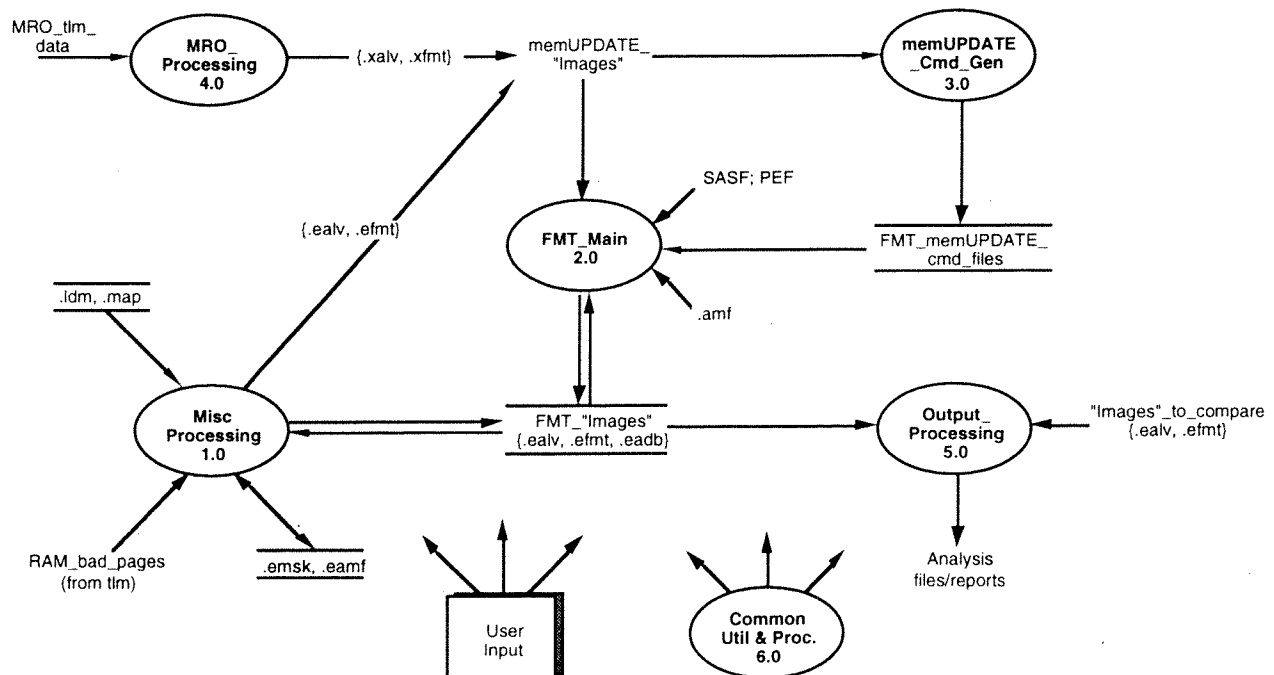 MRO_tlm_
data
MRO_
Processing
4.0
{.xalv, .xfmt}
memUPDATE_
"Images"
memUPDATE
_Cmd_Gen
3.0
SASF; PEF
{.ealv, .efmt}
FMT_Main
2.0
FMT_memUPDATE_
cmd_files
.ldm, .map
.amf
Misc
Processing
1.0
FMT_"Images"
{.ealv, .efmt, .eadb}
Output_
Processing
5.0
"Images"_to_compare
{.ealv, .efmt}
RAM_bad_pages
(from tlm)
.emsk, .eamf
Analysis
files/reports
User
Input
Common
Util & Proc.
6.0